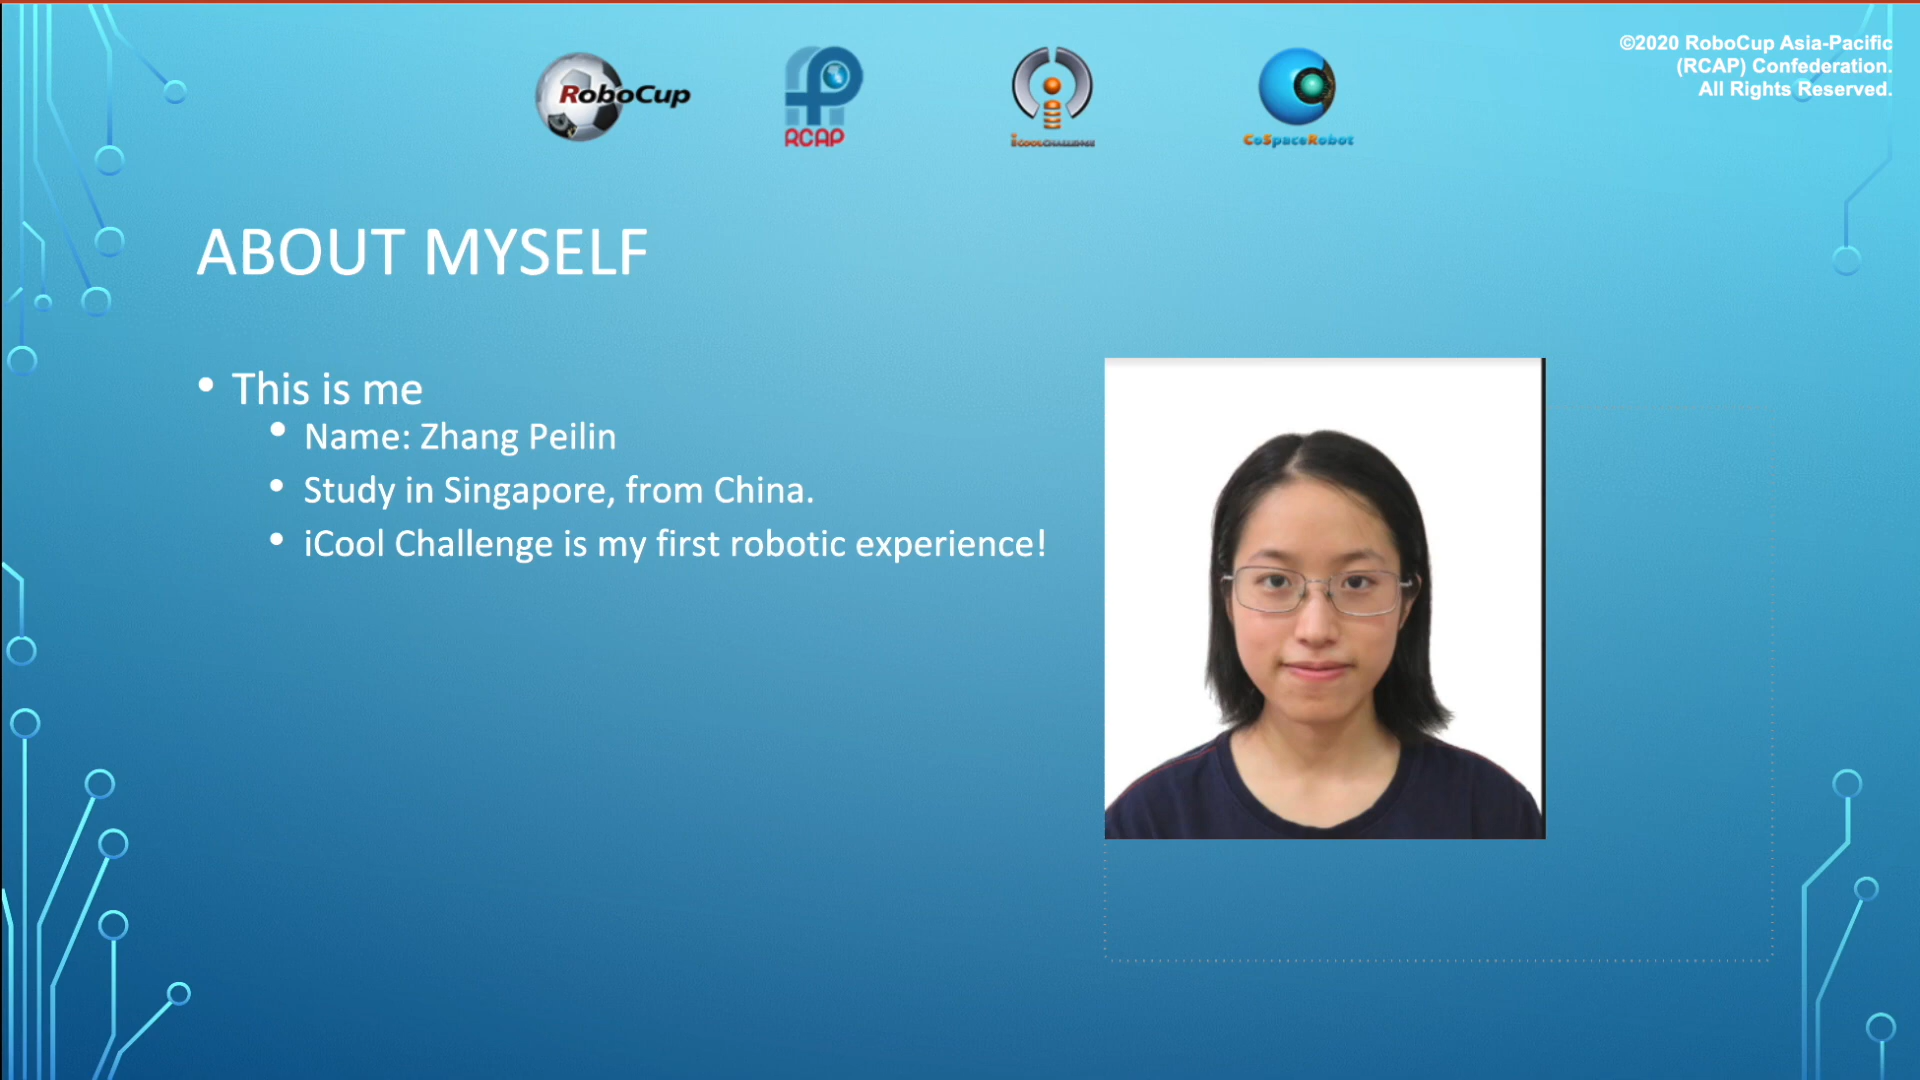 RoboCup
RCAP
iCOOLCHALLENGE
CoSpaceRobot
©2020 RoboCup Asia-Pacific
(RCAP) Confederation.
All Rights Reserved.
ABOUT MYSELF
• This is me
• Name: Zhang Peilin
• Study in Singapore, from China.
• iCool Challenge is my first robotic experience!